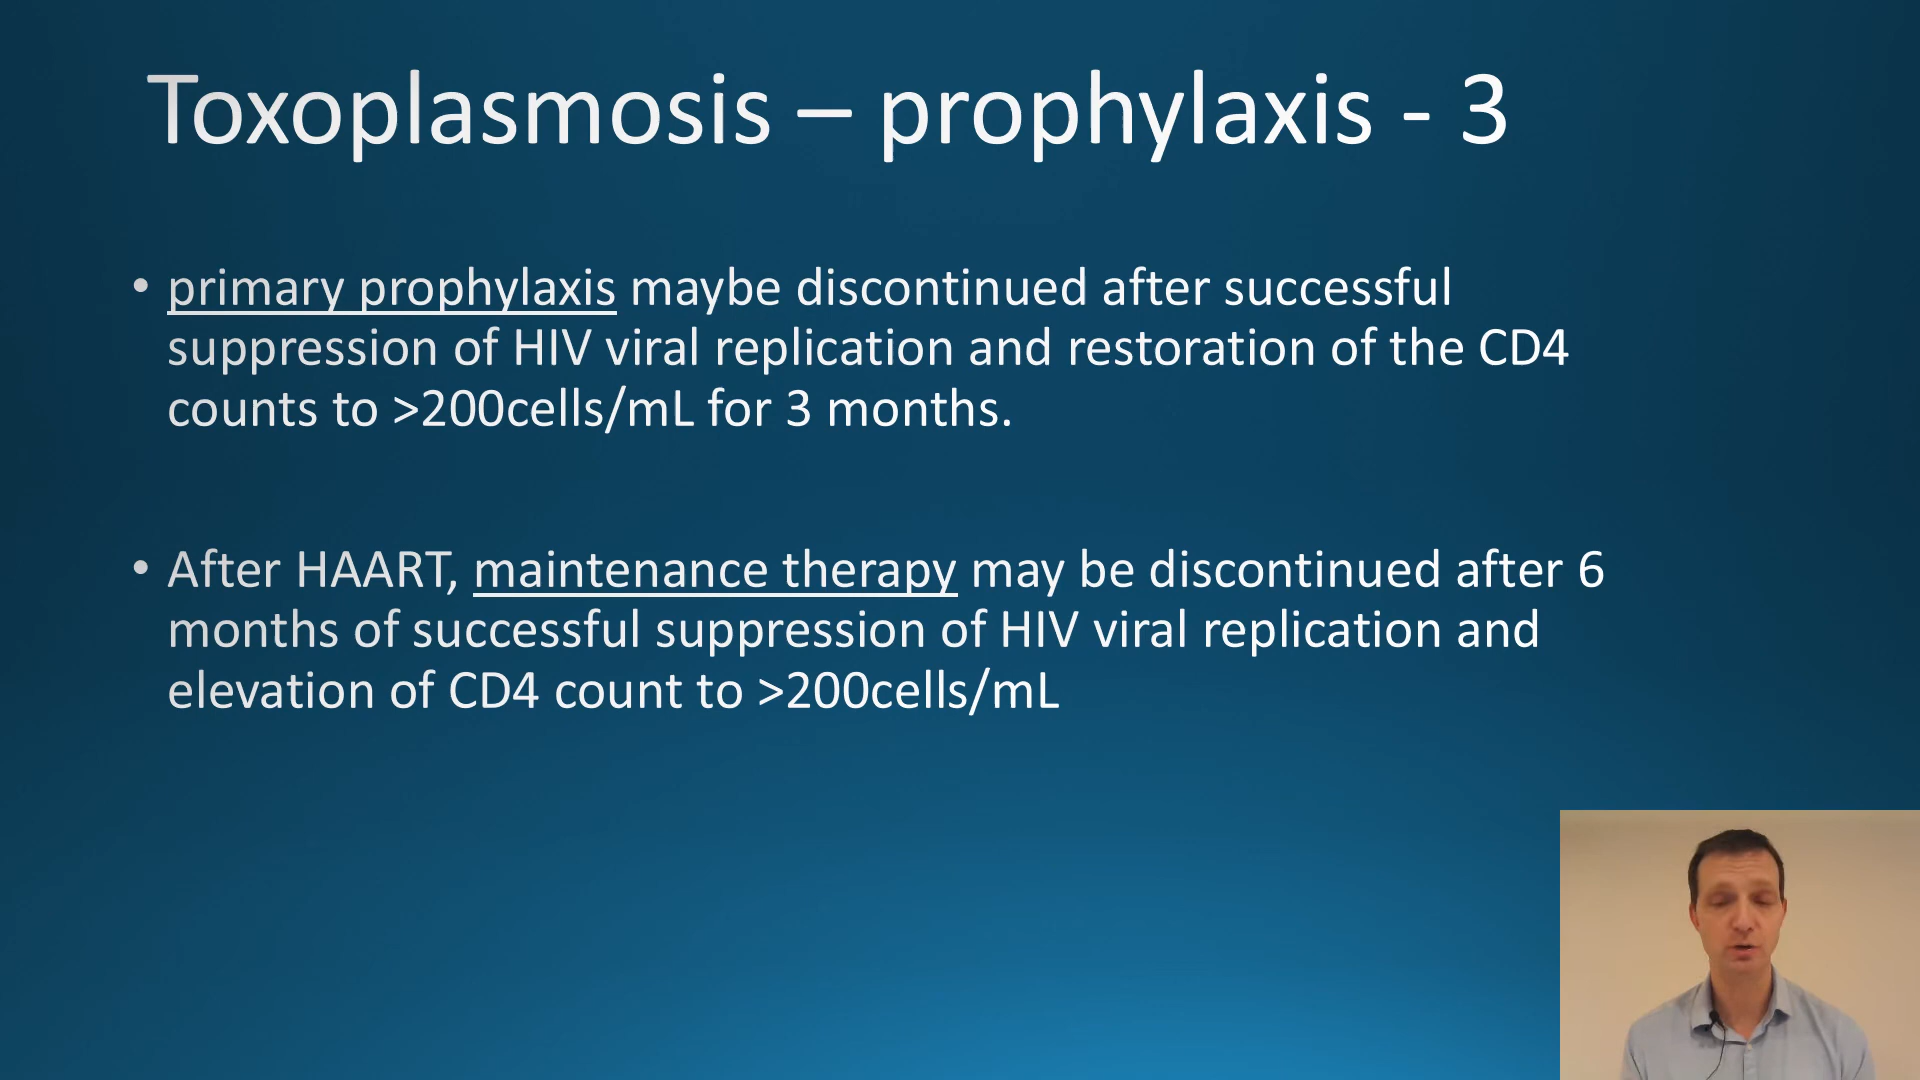 Toxoplasmosis – prophylaxis - 3
• primary prophylaxis maybe discontinued after successful
suppression of HIV viral replication and restoration of the CD4
counts to >200cells/mL for 3 months.
• After HAART, maintenance therapy may be discontinued after 6
months of successful suppression of HIV viral replication and
elevation of CD4 count to >200cells/mL